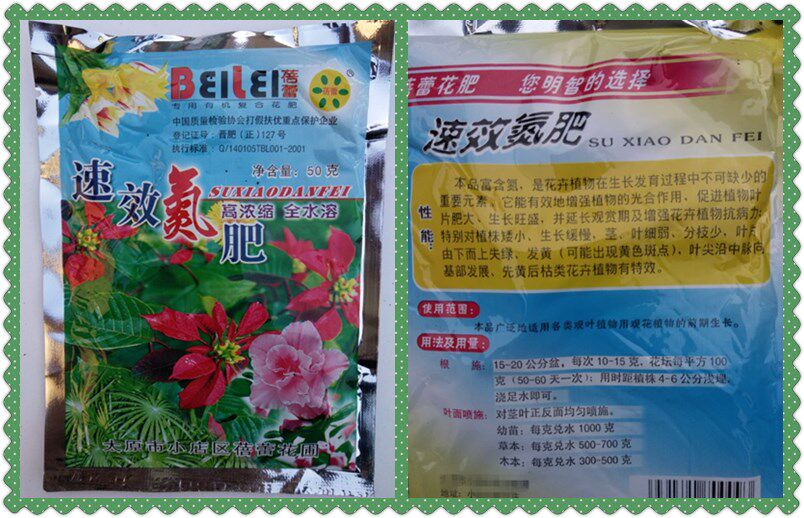 BEILEI蓓蕾
蓓蕾
®
专用有机复合花肥
中国质量检验协会打假扶优重点保护企业
登记证号：晋肥（正）127号
执行标准：Q/140105TBL001-2001
净含量：50克
速效氮肥
SUXIAODANFEI
高浓缩 全水溶
太原市小店区蓓蕾花圃
蓓蕾花肥 您明智的选择
速效氮肥 SU XIAO DAN FEI
性能：
本品富含氮，是花卉植物在生长发育过程中不可缺少的
重要元素，它能有效地增强植物的光合作用，促进植物叶
片肥大、生长旺盛，并延长观赏期及增强花卉植物抗病力；
特别对植株矮小、生长缓慢，茎、叶细弱、分枝少，叶片
由下而上失绿、发黄（可能出现黄色斑点），叶尖沿中脉向
基部发展、先黄后枯类花卉植物有特效。
使用范围：
本品广泛地适用各类观叶植物用观花植物的前期生长。
用法及用量：
根 施：15-20公分盆，每次10-15克，花坛每平方100
克（50-60天一次）；用时距植株4-6公分浅埋，
浇足水即可。
叶面喷施：对茎叶正反面均匀喷施。
幼苗：每克兑水1000克
草本：每克兑水500-700克
木本：每克兑水300-500克
地址：小